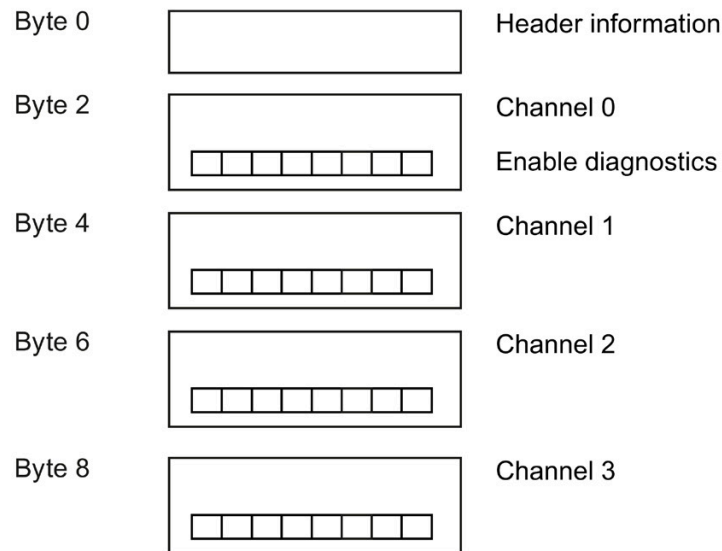 Byte 0 Header information
Byte 2 Channel 0
Enable diagnostics
Byte 4 Channel 1
Byte 6 Channel 2
Byte 8 Channel 3